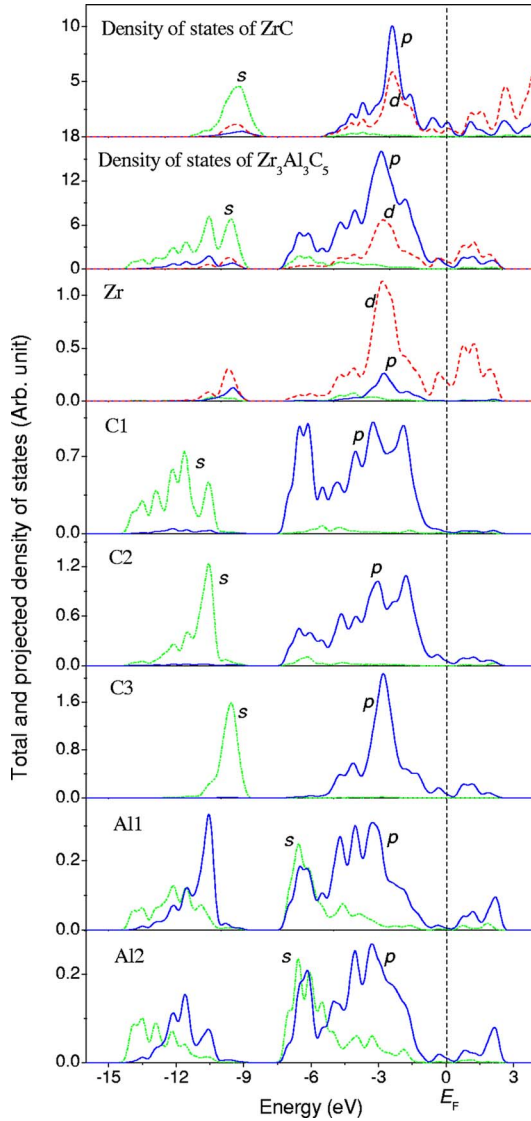 Total and projected density of states (Arb. unit)
Density of states of ZrC
10
5
s
p
d
Density of states of Zr₃Al₃C₅
18
12
6
0
s
p
d
Zr
1.0
0.5
0.0
d
p
C1
0.7
0.0
s
p
C2
1.2
0.6
0.0
s
p
C3
1.6
0.8
0.0
s
p
Al1
0.2
0.0
s
p
Al2
0.2
0.0
s
p
-15 -12 -9 -6 -3 0 3
E_F
Energy (eV)